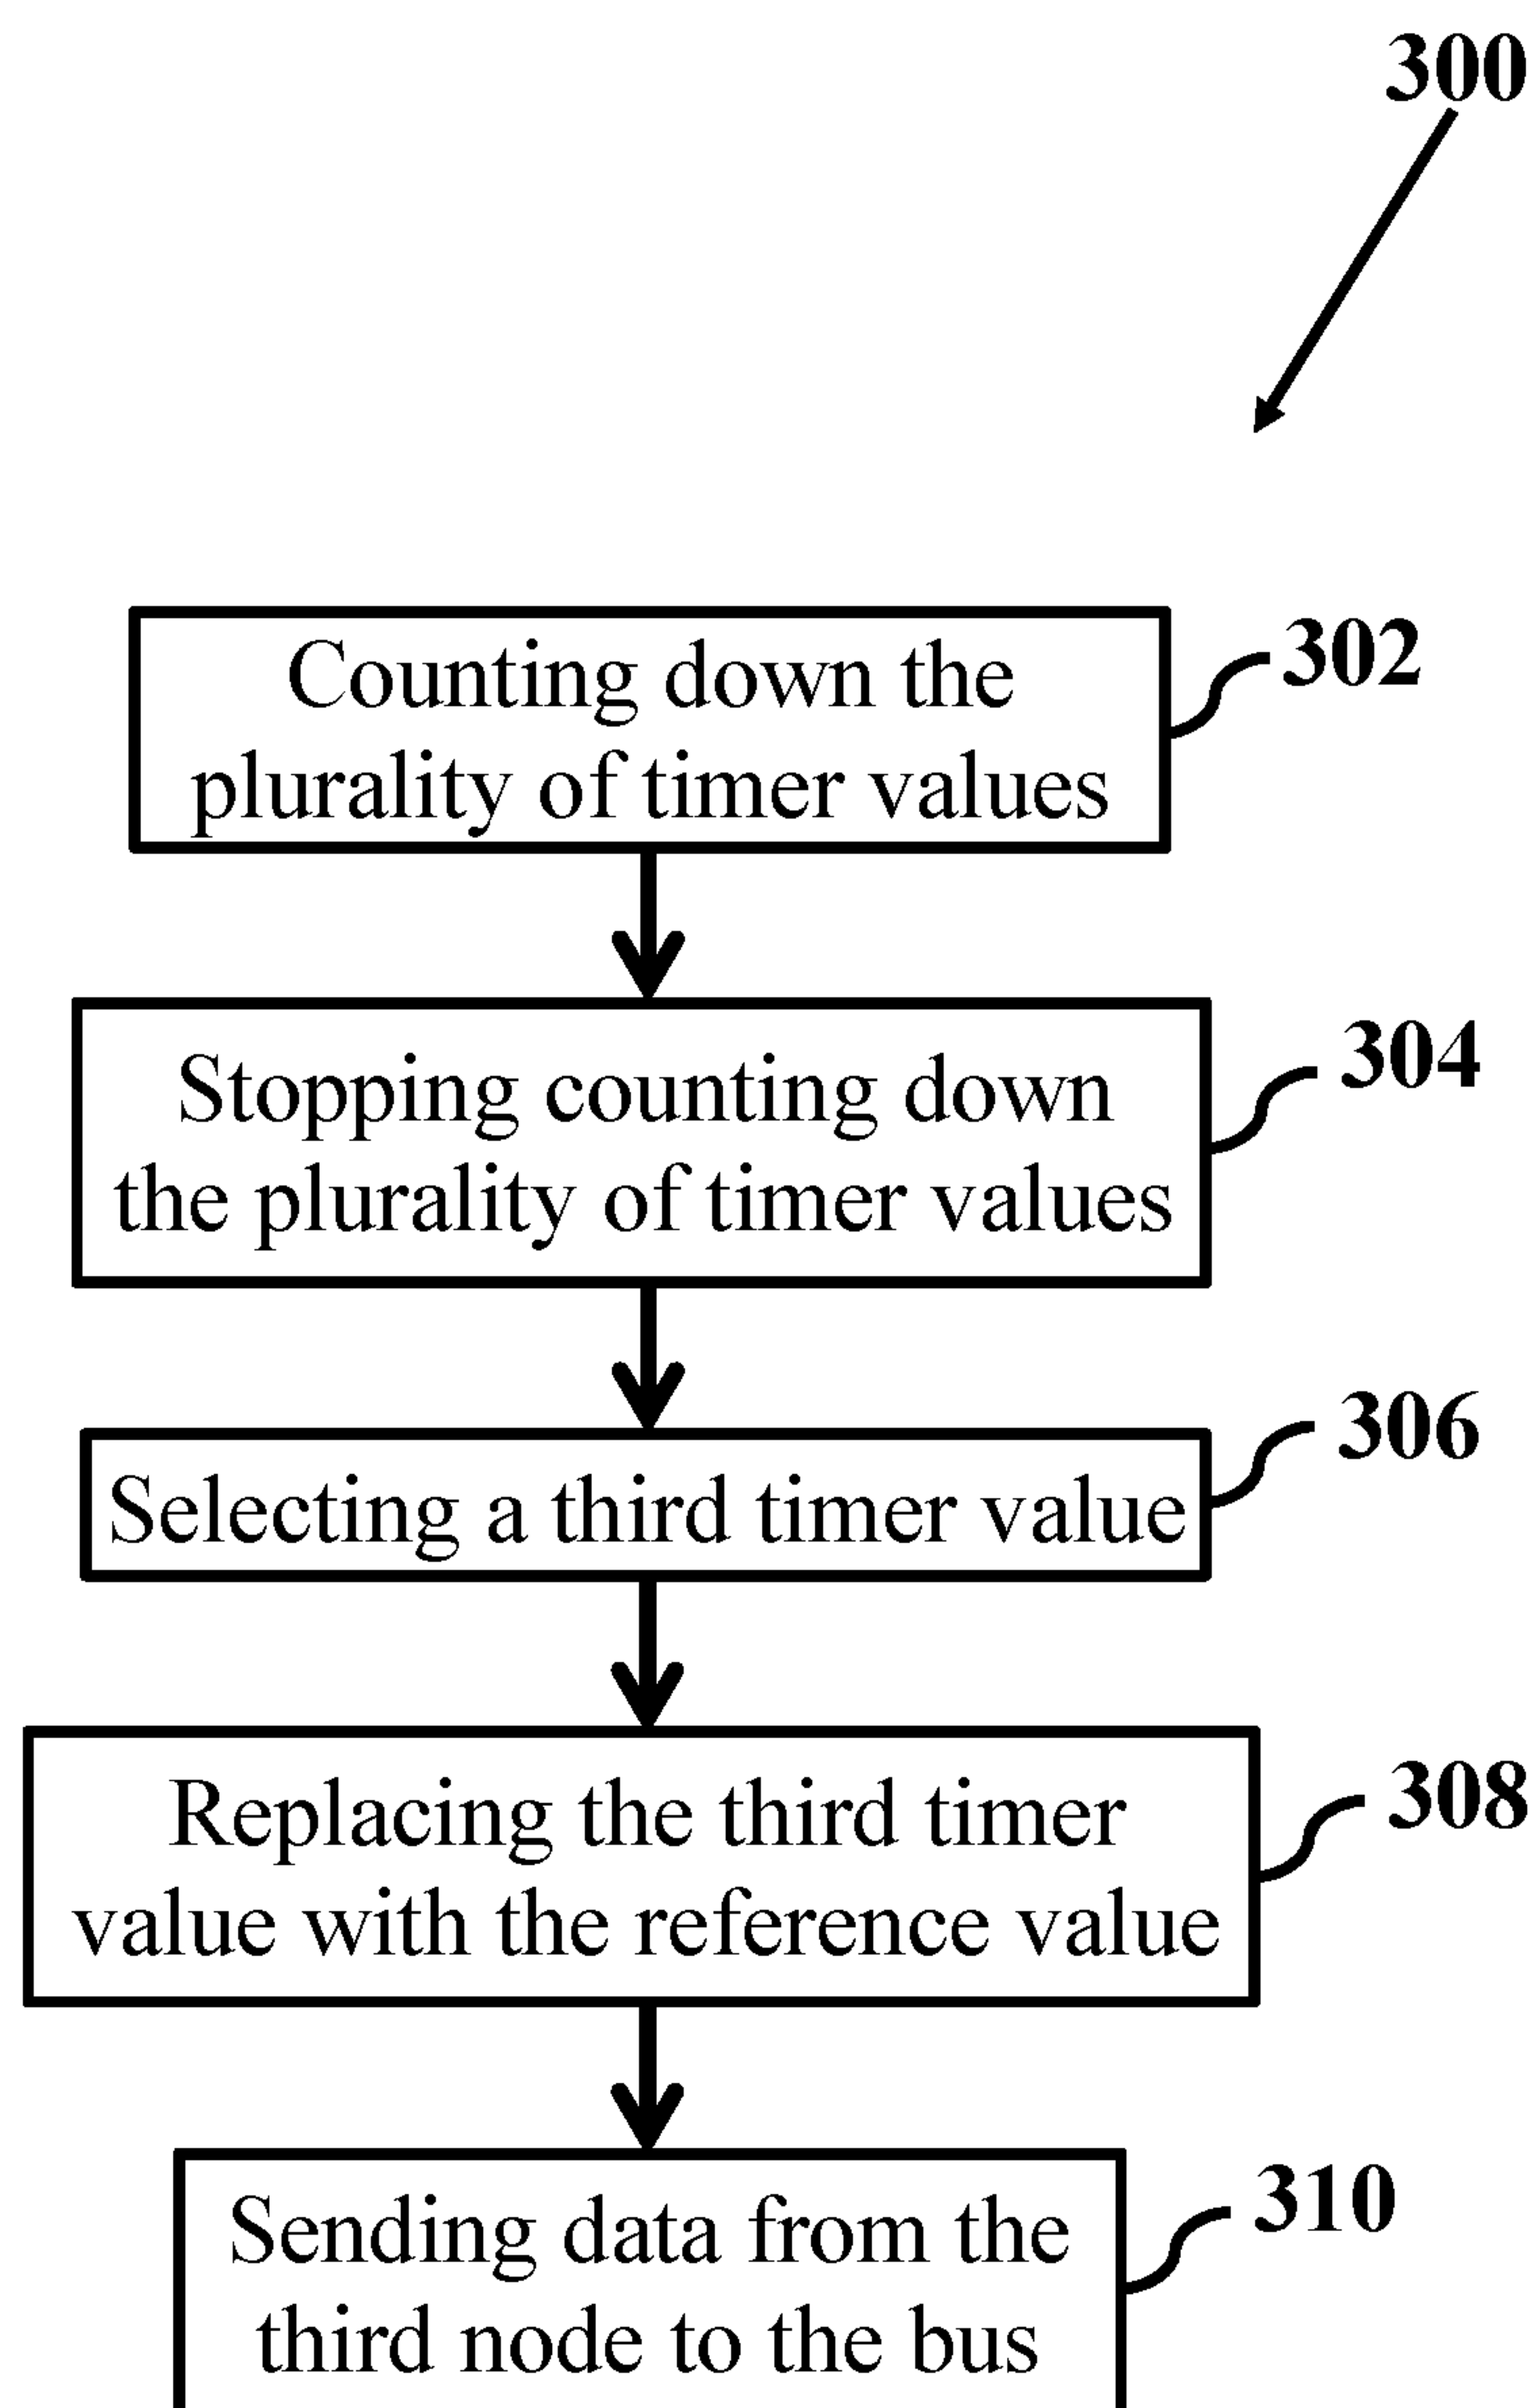 300
Counting down the
plurality of timer values
302
Stopping counting down
the plurality of timer values
304
Selecting a third timer value
306
Replacing the third timer
value with the reference value
308
Sending data from the
third node to the bus
310